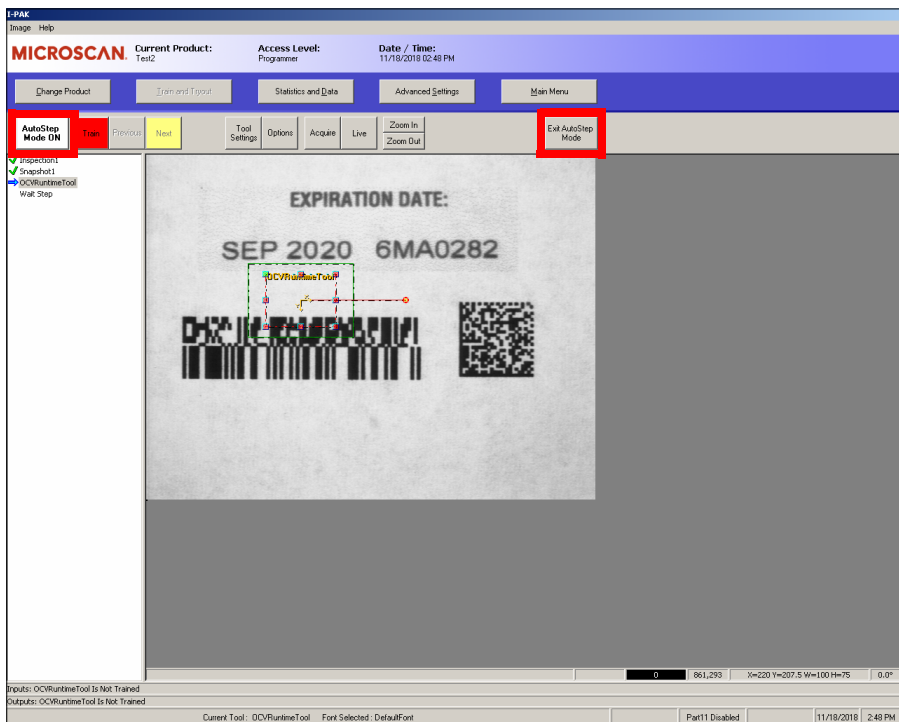 I-PAK
Image Help
MICROSCAN. Current Product: Access Level: Date / Time:
Test2 Programmer 11/18/2018 02:48 PM
Change Product Train and Tryout Statistics and Data Advanced Settings Main Menu
AutoStep Mode ON Train Previous Next Tool Settings Options Acquire Live Zoom In Zoom Out Exit AutoStep Mode
Inspection1
Snapshot1
OCVRuntimeTool
Wait Step
EXPIRATION DATE:
SEP 2020 6MA0282
OCVRuntimeTool
0 861,293 X=220 Y=207.5 W=100 H=75 0.0°
Inputs: OCVRuntimeTool Is Not Trained
Outputs: OCVRuntimeTool Is Not Trained
Current Tool : OCVRuntimeTool Font Selected : DefaultFont Part11 Disabled 11/18/2018 2:48 PM